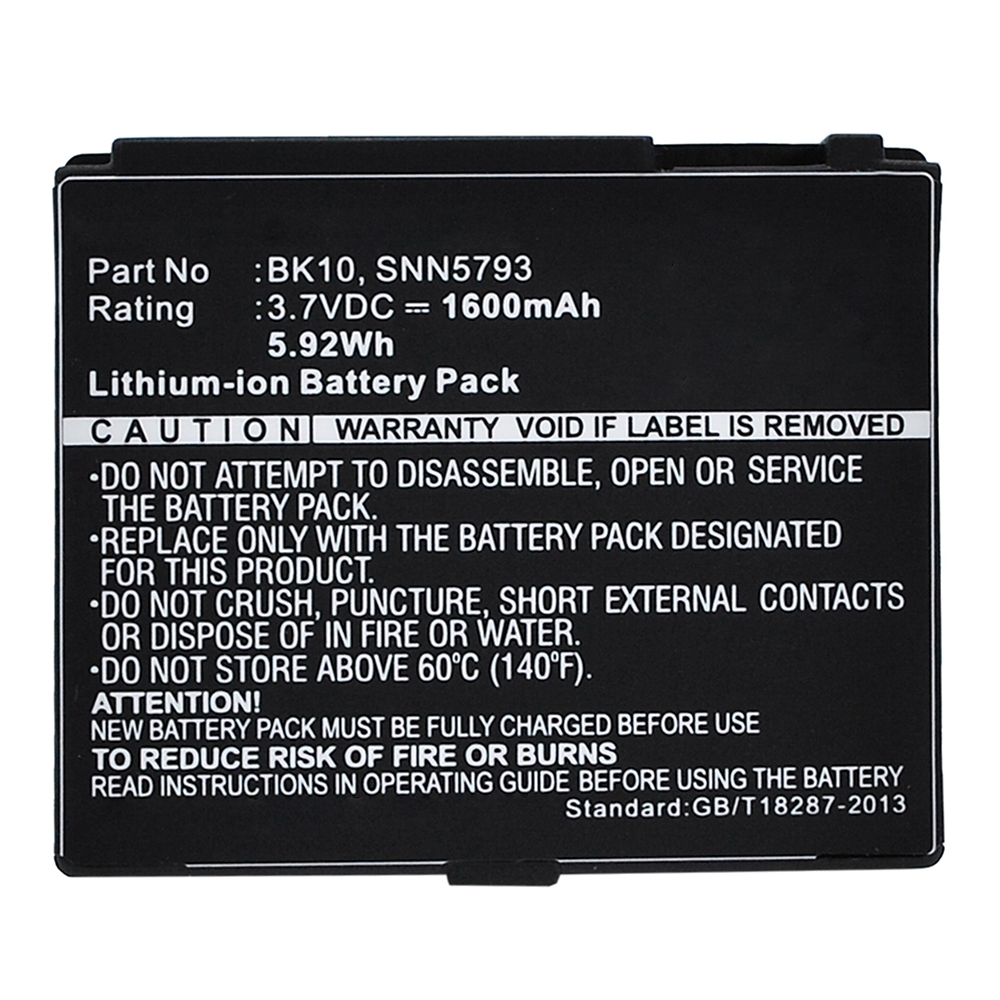 Part No :BK10, SNN5793
Rating :3.7VDC ⎓ 1600mAh
5.92Wh
Lithium-ion Battery Pack
CAUTION | WARRANTY VOID IF LABEL IS REMOVED
•DO NOT ATTEMPT TO DISASSEMBLE, OPEN OR SERVICE
THE BATTERY PACK.
•REPLACE ONLY WITH THE BATTERY PACK DESIGNATED
FOR THIS PRODUCT.
•DO NOT CRUSH, PUNCTURE, SHORT EXTERNAL CONTACTS
OR DISPOSE OF IN FIRE OR WATER.
•DO NOT STORE ABOVE 60ºC (140ºF).
ATTENTION!
NEW BATTERY PACK MUST BE FULLY CHARGED BEFORE USE
TO REDUCE RISK OF FIRE OR BURNS
READ INSTRUCTIONS IN OPERATING GUIDE BEFORE USING THE BATTERY
Standard:GB/T18287-2013